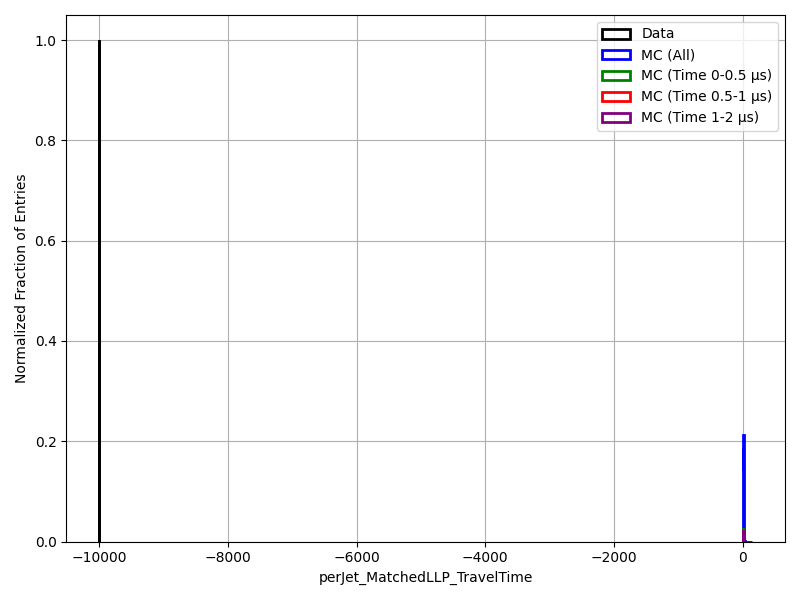 Data
MC (All)
MC (Time 0-0.5 μs)
MC (Time 0.5-1 μs)
MC (Time 1-2 μs)
Normalized Fraction of Entries
1.0
0.8
0.6
0.4
0.2
0.0
−10000 −8000 −6000 −4000 −2000 0
perJet_MatchedLLP_TravelTime